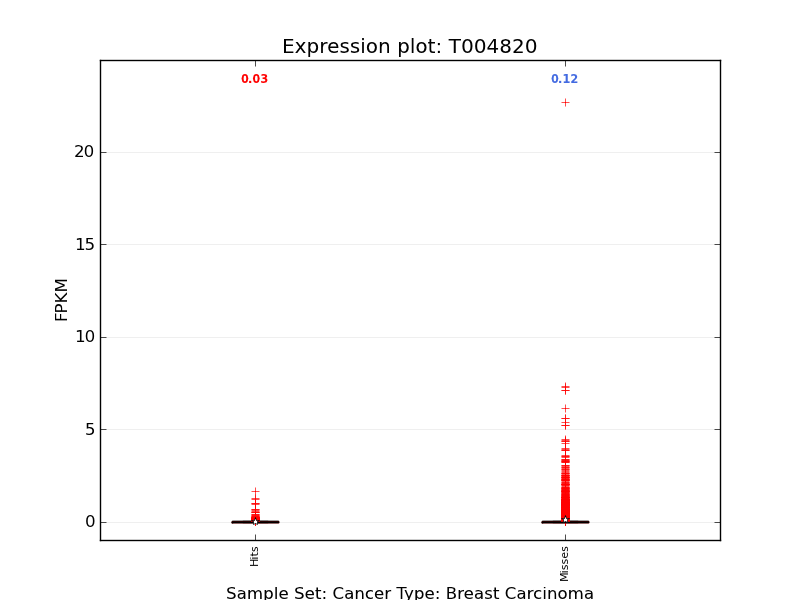 Expression plot: T004820
0.03
0.12
20
15
10
5
0
FPKM
Hits
Misses
Sample Set: Cancer Type: Breast Carcinoma